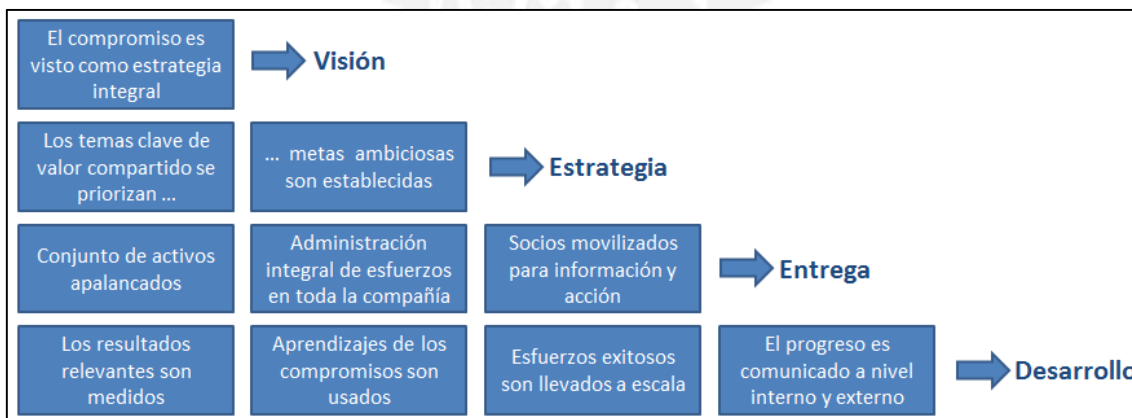 El compromiso es
visto como estrategia
integral
Visión
Los temas clave de
valor compartido se
priorizan ...
... metas ambiciosas
son establecidas
Estrategia
Conjunto de activos
apalancados
Administración
integral de esfuerzos
en toda la compañía
Socios movilizados
para información y
acción
Entrega
Los resultados
relevantes son
medidos
Aprendizajes de los
compromisos son
usados
Esfuerzos exitosos
son llevados a escala
El progreso es
comunicado a nivel
interno y externo
Desarrollo